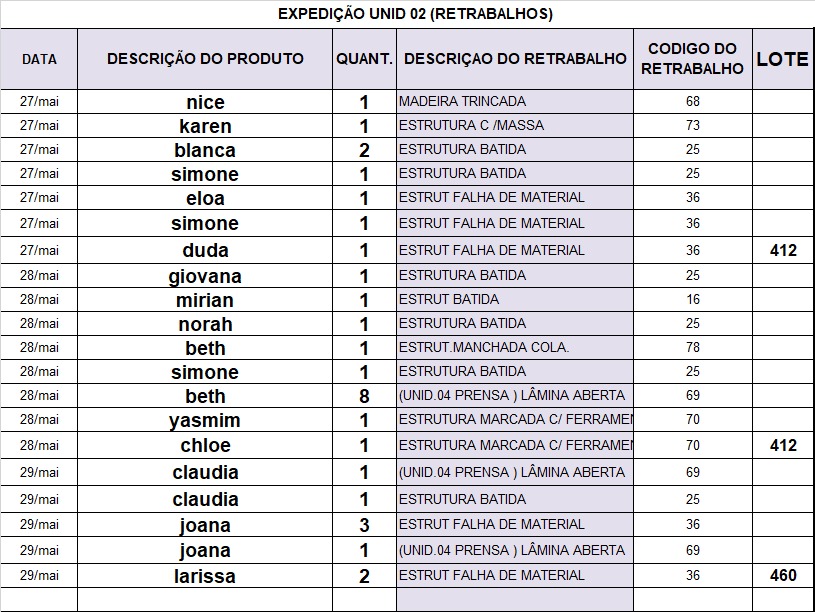 EXPEDIÇÃO UNID 02 (RETRABALHOS)
DATA DESCRIÇÃO DO PRODUTO QUANT. DESCRIÇAO DO RETRABALHO CODIGO DO RETRABALHO LOTE
27/mai nice 1 MADEIRA TRINCADA 68
27/mai karen 1 ESTRUTURA C /MASSA 73
27/mai blanca 2 ESTRUTURA BATIDA 25
27/mai simone 1 ESTRUTURA BATIDA 25
27/mai eloa 1 ESTRUT FALHA DE MATERIAL 36
27/mai simone 1 ESTRUT FALHA DE MATERIAL 36
27/mai duda 1 ESTRUT FALHA DE MATERIAL 36 412
28/mai giovana 1 ESTRUTURA BATIDA 25
28/mai mirian 1 ESTRUT BATIDA 16
28/mai norah 1 ESTRUTURA BATIDA 25
28/mai beth 1 ESTRUT.MANCHADA COLA. 78
28/mai simone 1 ESTRUTURA BATIDA 25
28/mai beth 8 (UNID.04 PRENSA ) LÂMINA ABERTA 69
28/mai yasmim 1 ESTRUTURA MARCADA C/ FERRAMEN 70
28/mai chloe 1 ESTRUTURA MARCADA C/ FERRAMEN 70 412
29/mai claudia 1 (UNID.04 PRENSA ) LÂMINA ABERTA 69
29/mai claudia 1 ESTRUTURA BATIDA 25
29/mai joana 3 ESTRUT FALHA DE MATERIAL 36
29/mai joana 1 (UNID.04 PRENSA ) LÂMINA ABERTA 69
29/mai larissa 2 ESTRUT FALHA DE MATERIAL 36 460